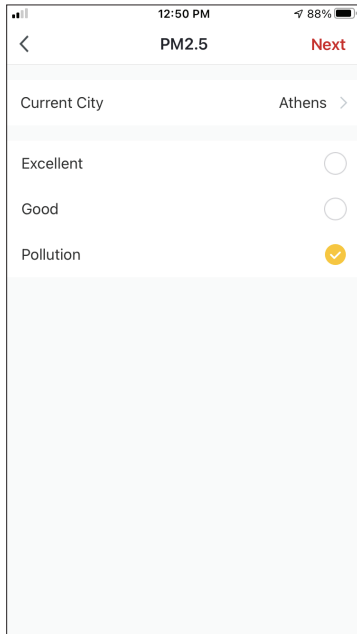 12:50 PM 88%
PM2.5 Next
Current City Athens
Excellent
Good
Pollution